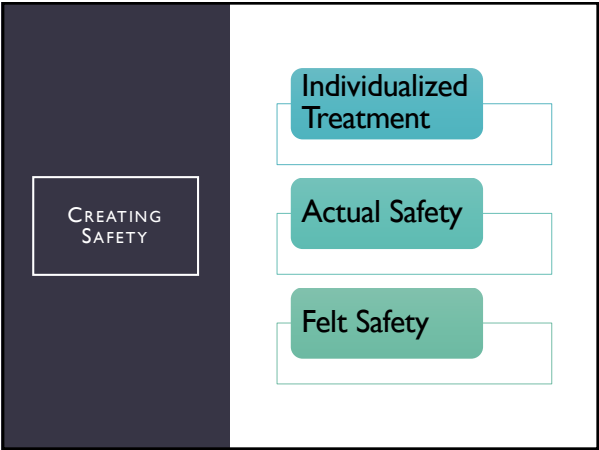 Creating
Safety
Individualized
Treatment
Actual Safety
Felt Safety